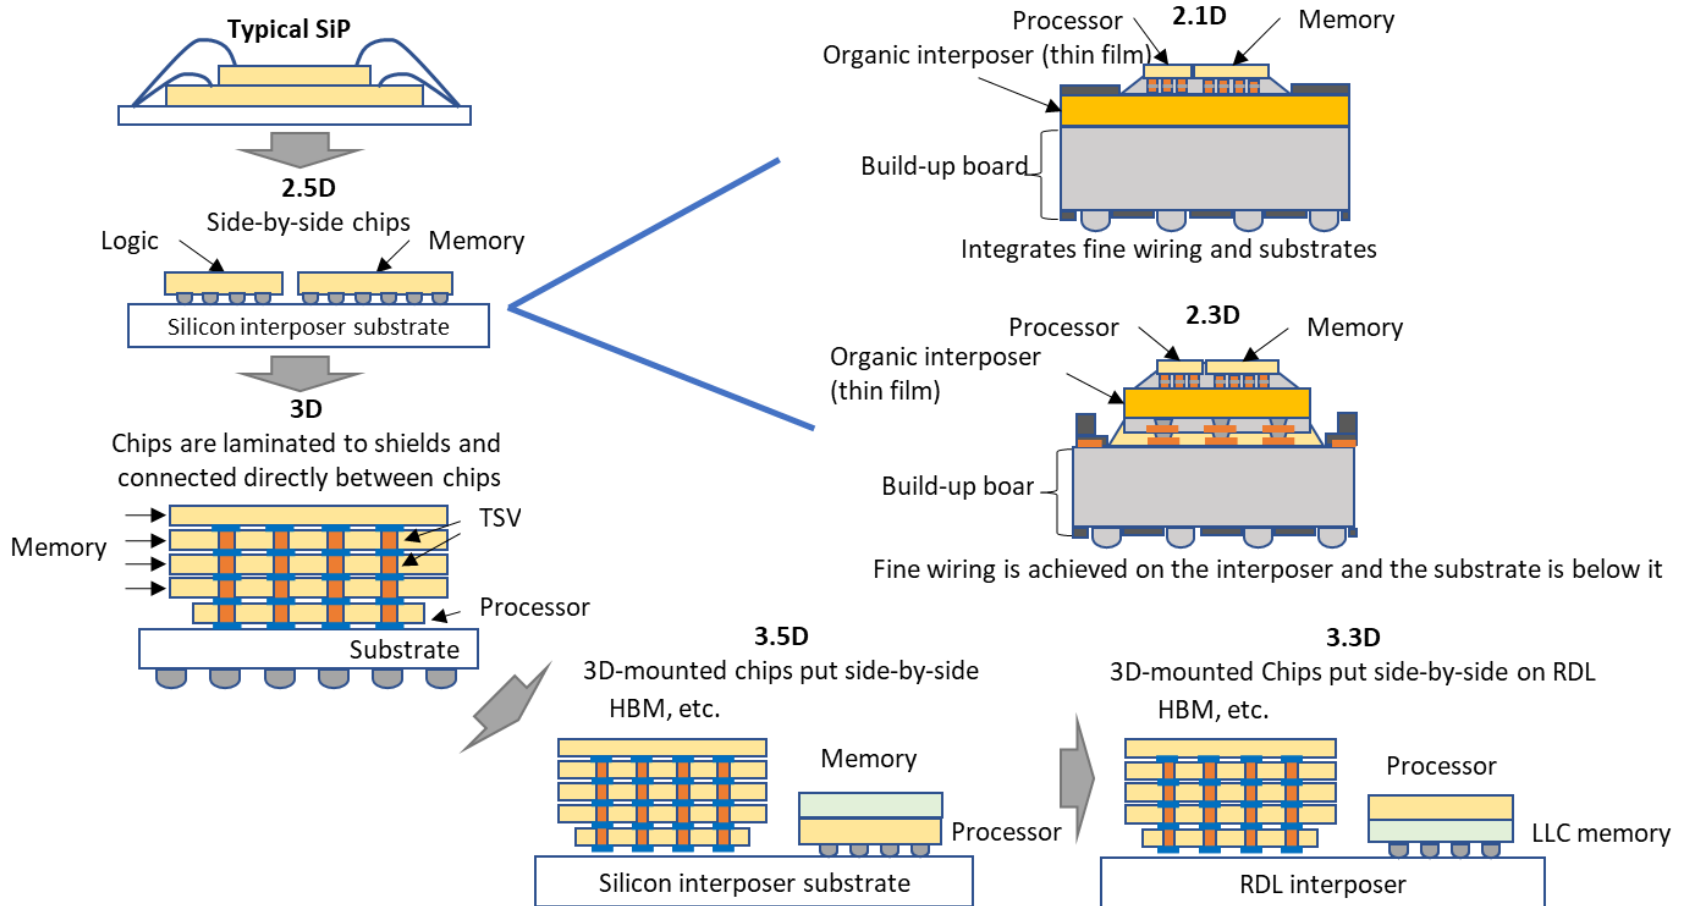 Typical SiP
2.5D
Side-by-side chips
Logic
Memory
Silicon interposer substrate
3D
Chips are laminated to shields and
connected directly between chips
TSV
Memory
Processor
Substrate
Processor
2.1D
Memory
Organic interposer (thin film)
Build-up board
Integrates fine wiring and substrates
2.3D
Processor
Memory
Organic interposer
(thin film)
Build-up boar
Fine wiring is achieved on the interposer and the substrate is below it
3.5D
3D-mounted chips put side-by-side
HBM, etc.
Memory
Processor
Silicon interposer substrate
3.3D
3D-mounted Chips put side-by-side on RDL
HBM, etc.
Processor
LLC memory
RDL interposer